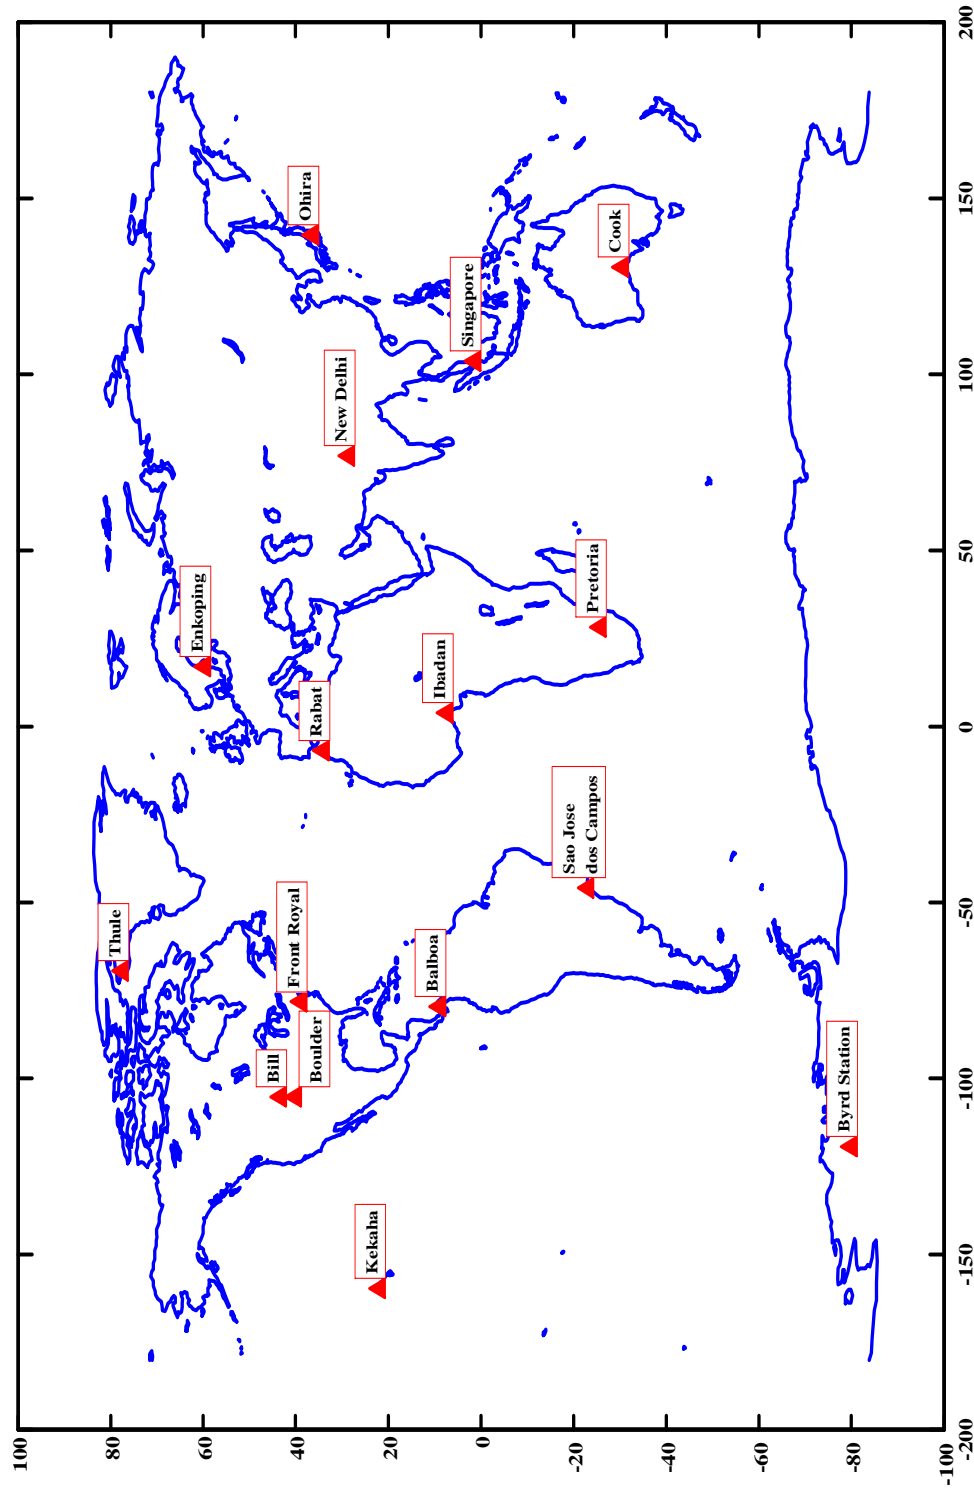 100
80
60
40
20
0
-20
-40
-60
-80
-100
-200
-150
-100
-50
0
50
100
150
200
Thule
Enkoping
Ohira
Bill
Boulder
Front Royal
Rabat
New Delhi
Kekaha
Balboa
Ibadan
Singapore
Sao Jose
dos Campos
Pretoria
Cook
Byrd Station